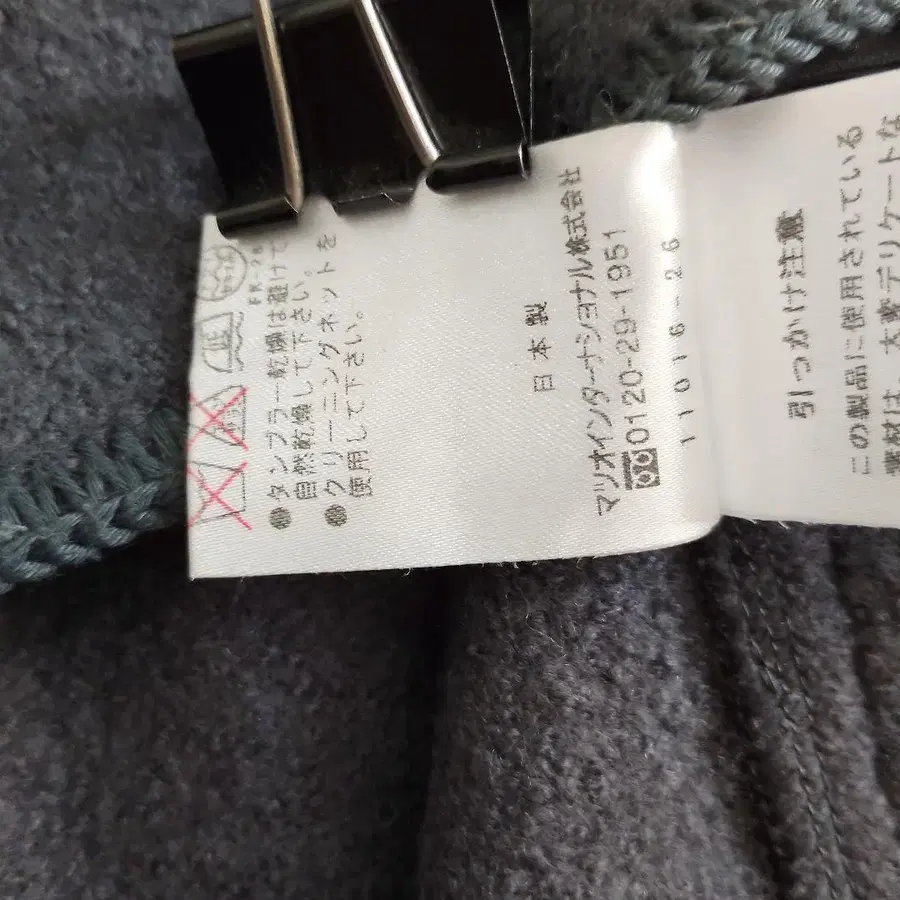 FK-78
●タンブラー乾燥は避けて
自然乾燥して下さい。
●クリーニングネットを
使用して下さい。
日本製
マツオインターナショナル株式会社
0120-29-1951
1016-26
引っかけ注意
この製品に使用されている
素材は、大変デリケートな